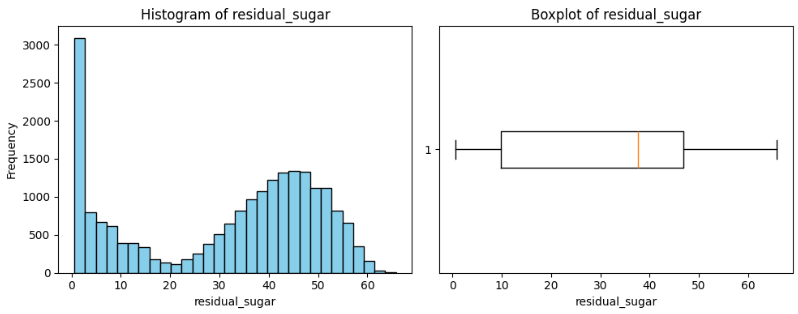 Histogram of residual_sugar
Frequency
3000
2500
2000
1500
1000
500
0
0 10 20 30 40 50 60
residual_sugar
Boxplot of residual_sugar
1
0 10 20 30 40 50 60
residual_sugar